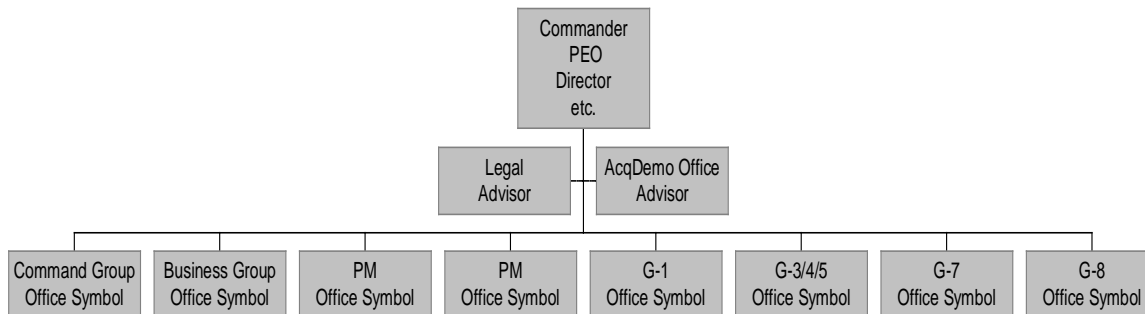 Commander
PEO
Director
etc.
Legal
Advisor
AcqDemo Office
Advisor
Command Group
Office Symbol
Business Group
Office Symbol
PM
Office Symbol
PM
Office Symbol
G-1
Office Symbol
G-3/4/5
Office Symbol
G-7
Office Symbol
G-8
Office Symbol